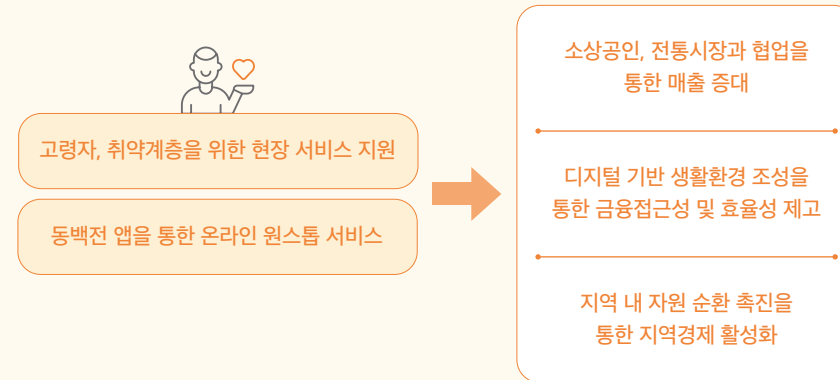 고령자, 취약계층을 위한 현장 서비스 지원
동백전 앱을 통한 온라인 원스톱 서비스
소상공인, 전통시장과 협업을
통한 매출 증대
디지털 기반 생활환경 조성을
통한 금융접근성 및 효율성 제고
지역 내 자원 순환 촉진을
통한 지역경제 활성화